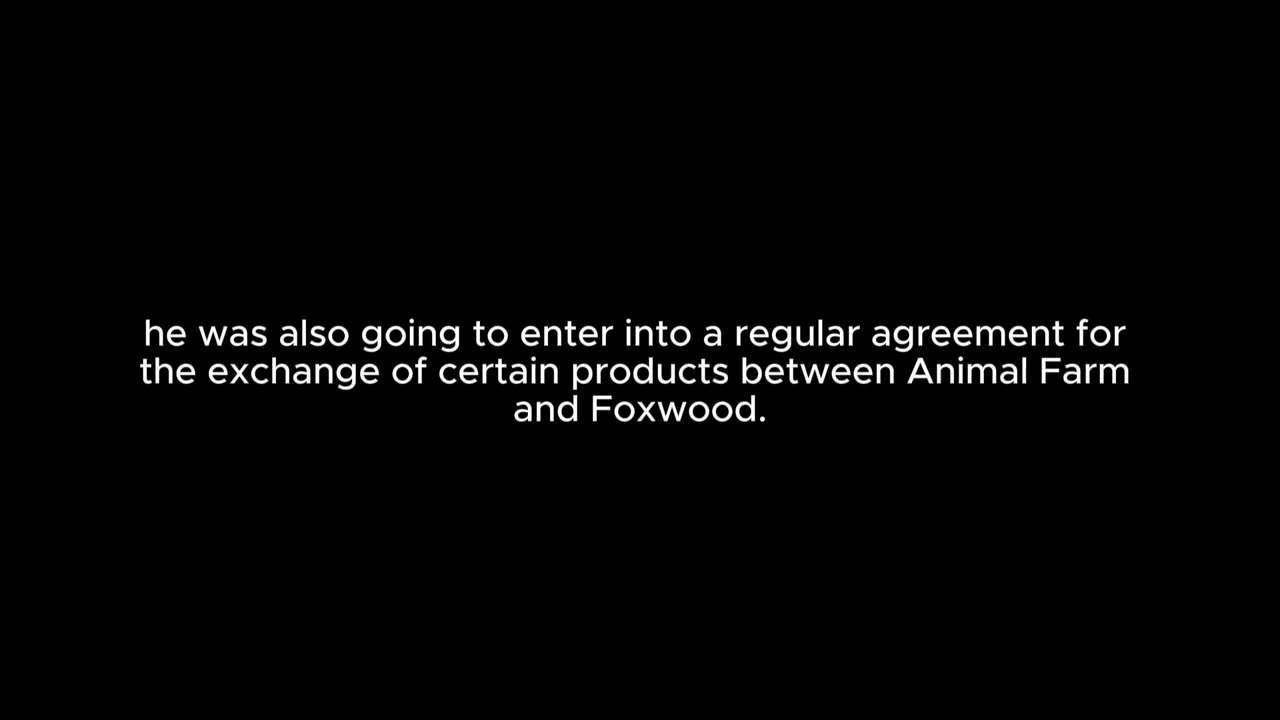 he was also going to enter into a regular agreement for
the exchange of certain products between Animal Farm
and Foxwood.